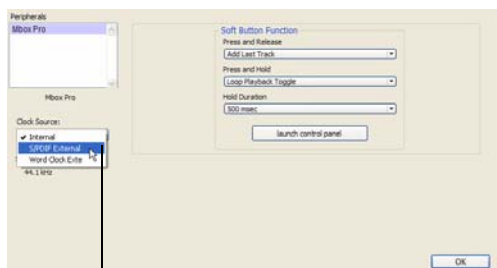 Peripherals
Mbox Pro
Mbox Pro
Clock Source:
✓ Internal
S/PDIF External
Word Clock Exte
44.1 kHz
Soft Button Function
Press and Release
Add Last Track
Press and Hold
Loop Playback Toggle
Hold Duration
500 msec
launch control panel
OK